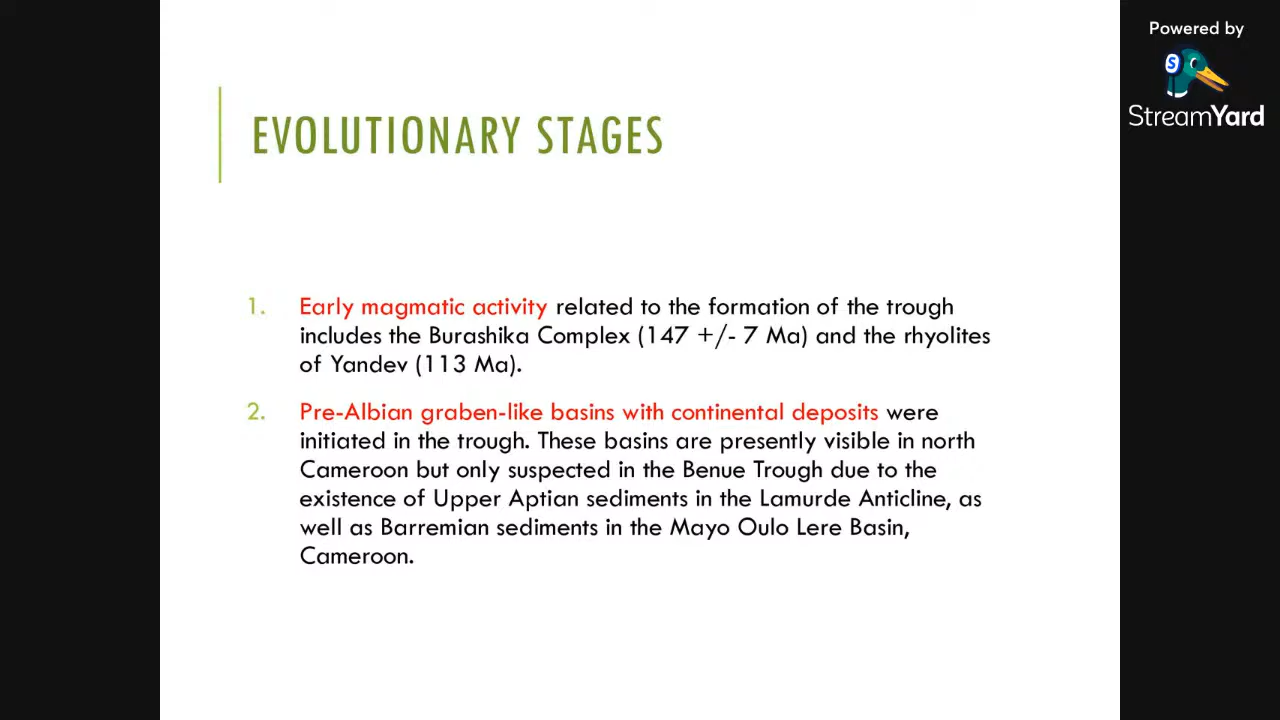 Powered by
S
StreamYard
EVOLUTIONARY STAGES
1. Early magmatic activity related to the formation of the trough
includes the Burashika Complex (147 +/- 7 Ma) and the rhyolites
of Yandev (113 Ma).
2. Pre-Albian graben-like basins with continental deposits were
initiated in the trough. These basins are presently visible in north
Cameroon but only suspected in the Benue Trough due to the
existence of Upper Aptian sediments in the Lamurde Anticline, as
well as Barremian sediments in the Mayo Oulo Lere Basin,
Cameroon.